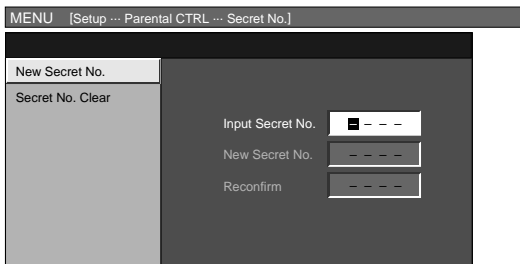 MENU [Setup ··· Parental CTRL ··· Secret No.]
New Secret No.
Secret No. Clear
Input Secret No. – – – –
New Secret No. – – – –
Reconfirm – – – –